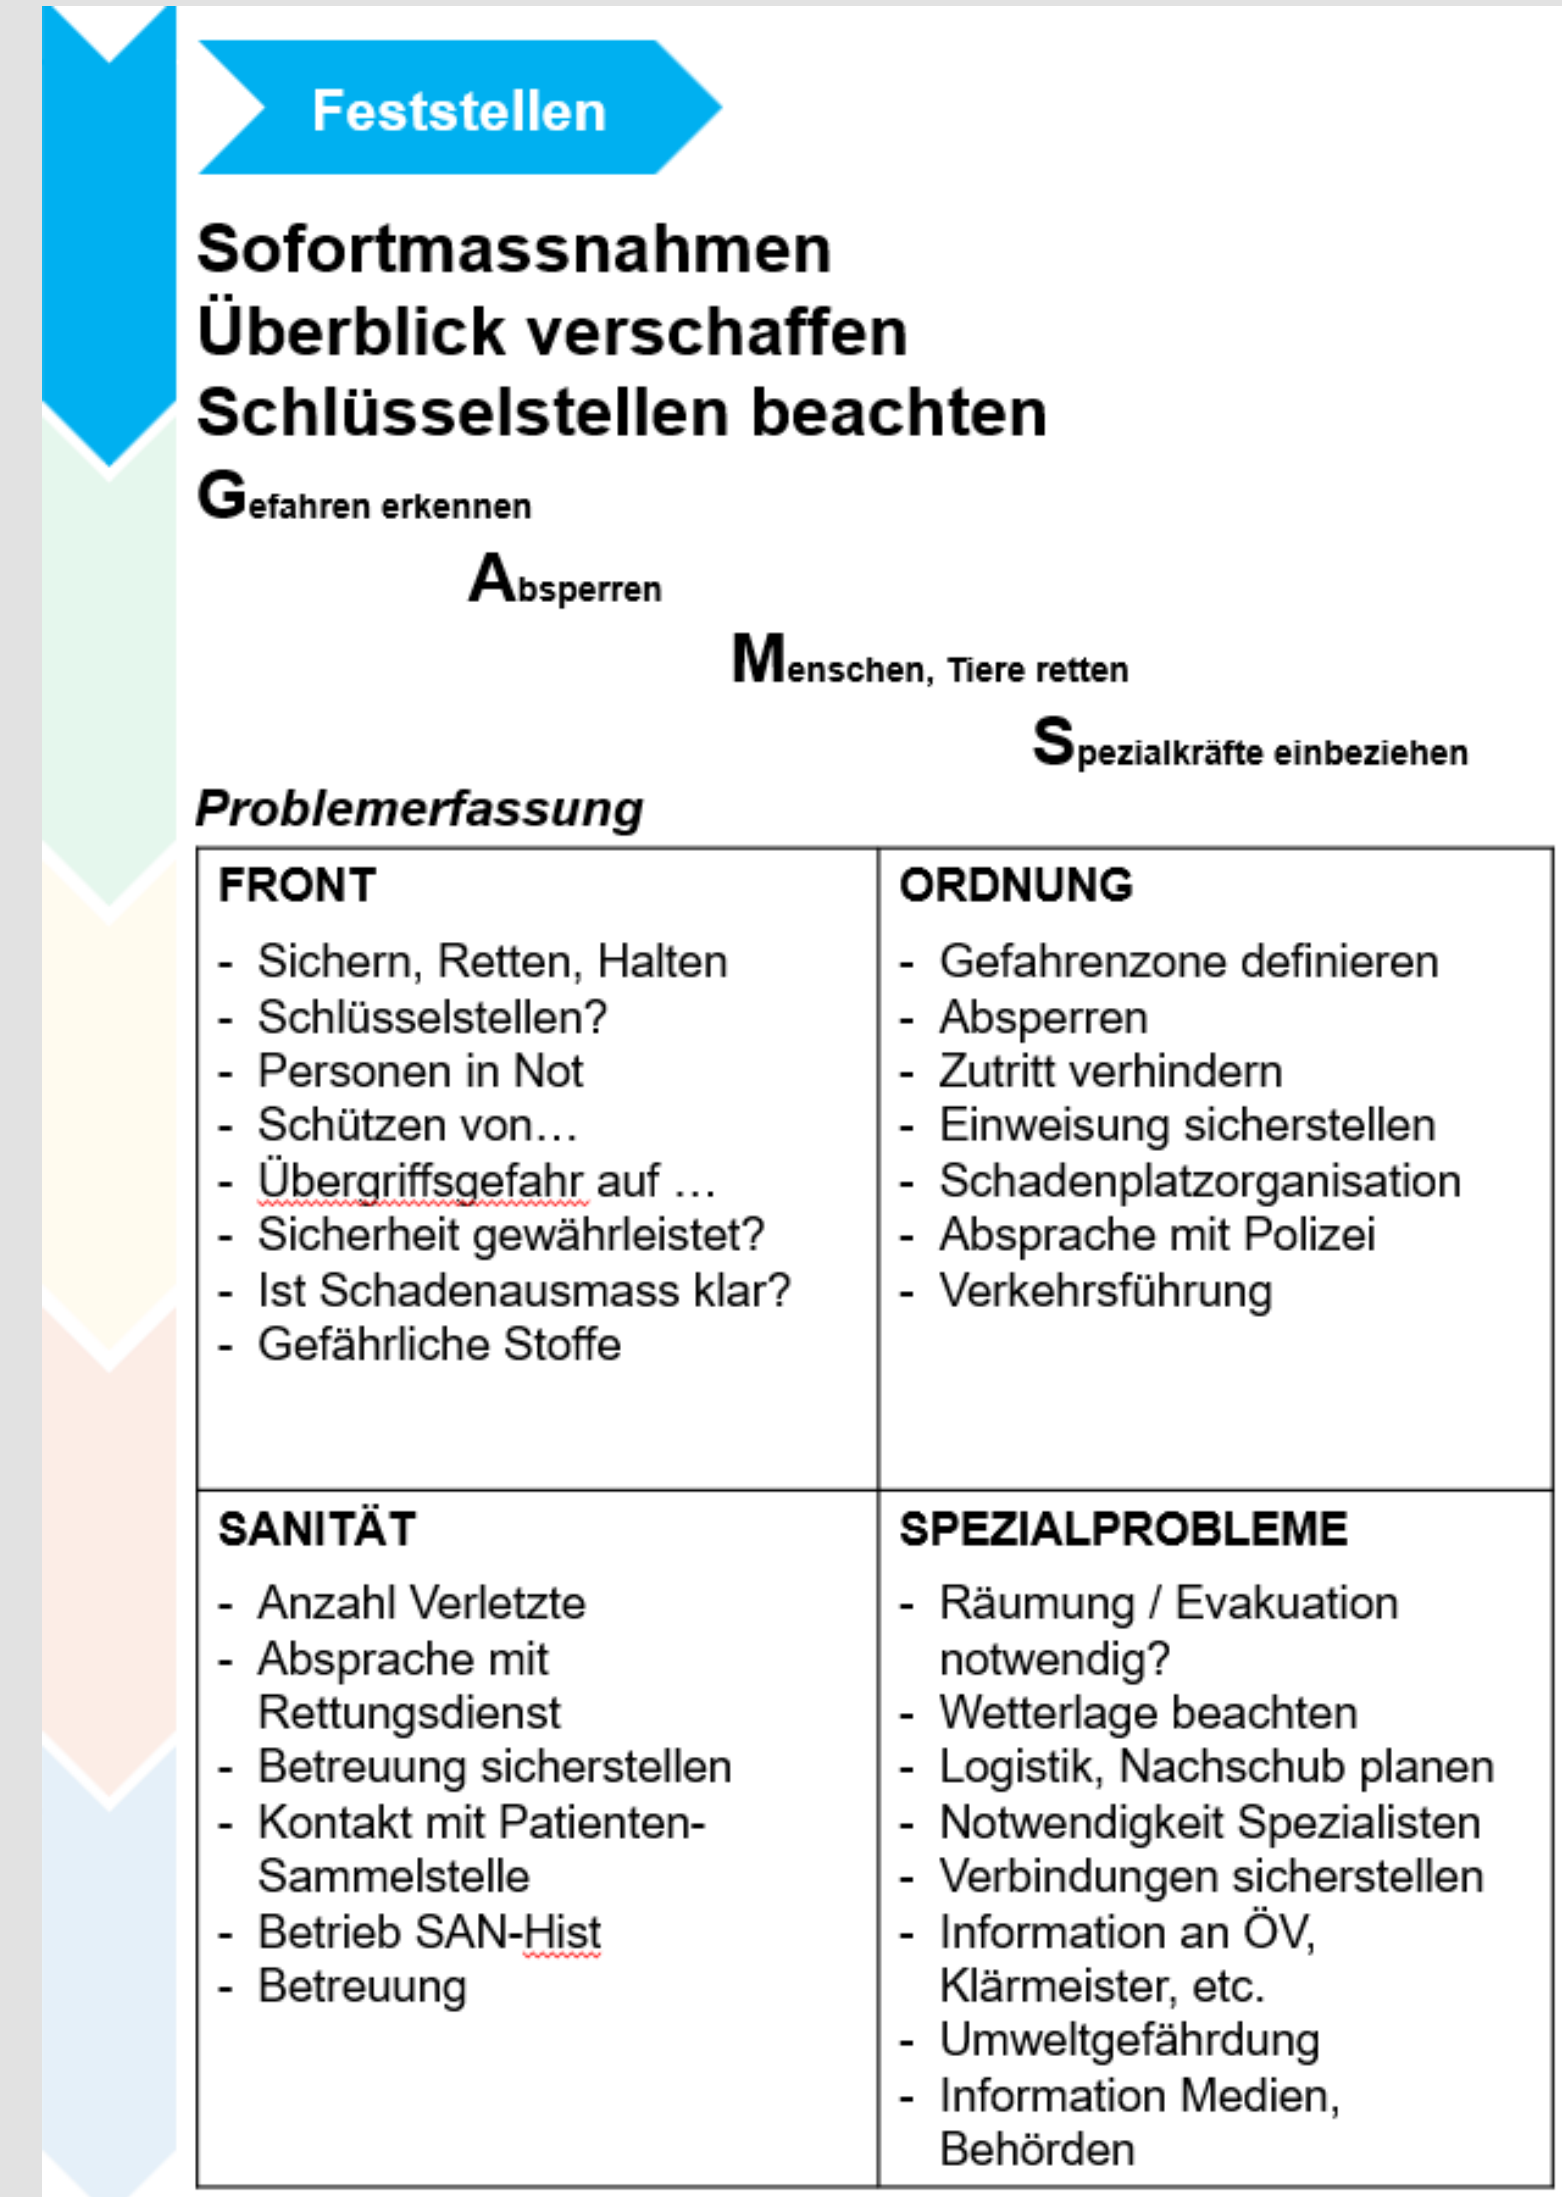 Feststellen
Sofortmassnahmen
Überblick verschaffen
Schlüsselstellen beachten
Gefahren erkennen
Absperren
Menschen, Tiere retten
Spezialkräfte einbeziehen
Problemerfassung
FRONT
- Sichern, Retten, Halten
- Schlüsselstellen?
- Personen in Not
- Schützen von…
- Übergriffsgefahr auf …
- Sicherheit gewährleistet?
- Ist Schadenausmass klar?
- Gefährliche Stoffe
ORDNUNG
- Gefahrenzone definieren
- Absperren
- Zutritt verhindern
- Einweisung sicherstellen
- Schadenplatzorganisation
- Absprache mit Polizei
- Verkehrsführung
SANITÄT
- Anzahl Verletzte
- Absprache mit
Rettungsdienst
- Betreuung sicherstellen
- Kontakt mit Patienten-
Sammelstelle
- Betrieb SAN-Hist
- Betreuung
SPEZIALPROBLEME
- Räumung / Evakuation
notwendig?
- Wetterlage beachten
- Logistik, Nachschub planen
- Notwendigkeit Spezialisten
- Verbindungen sicherstellen
- Information an ÖV,
Klärmeister, etc.
- Umweltgefährdung
- Information Medien,
Behörden